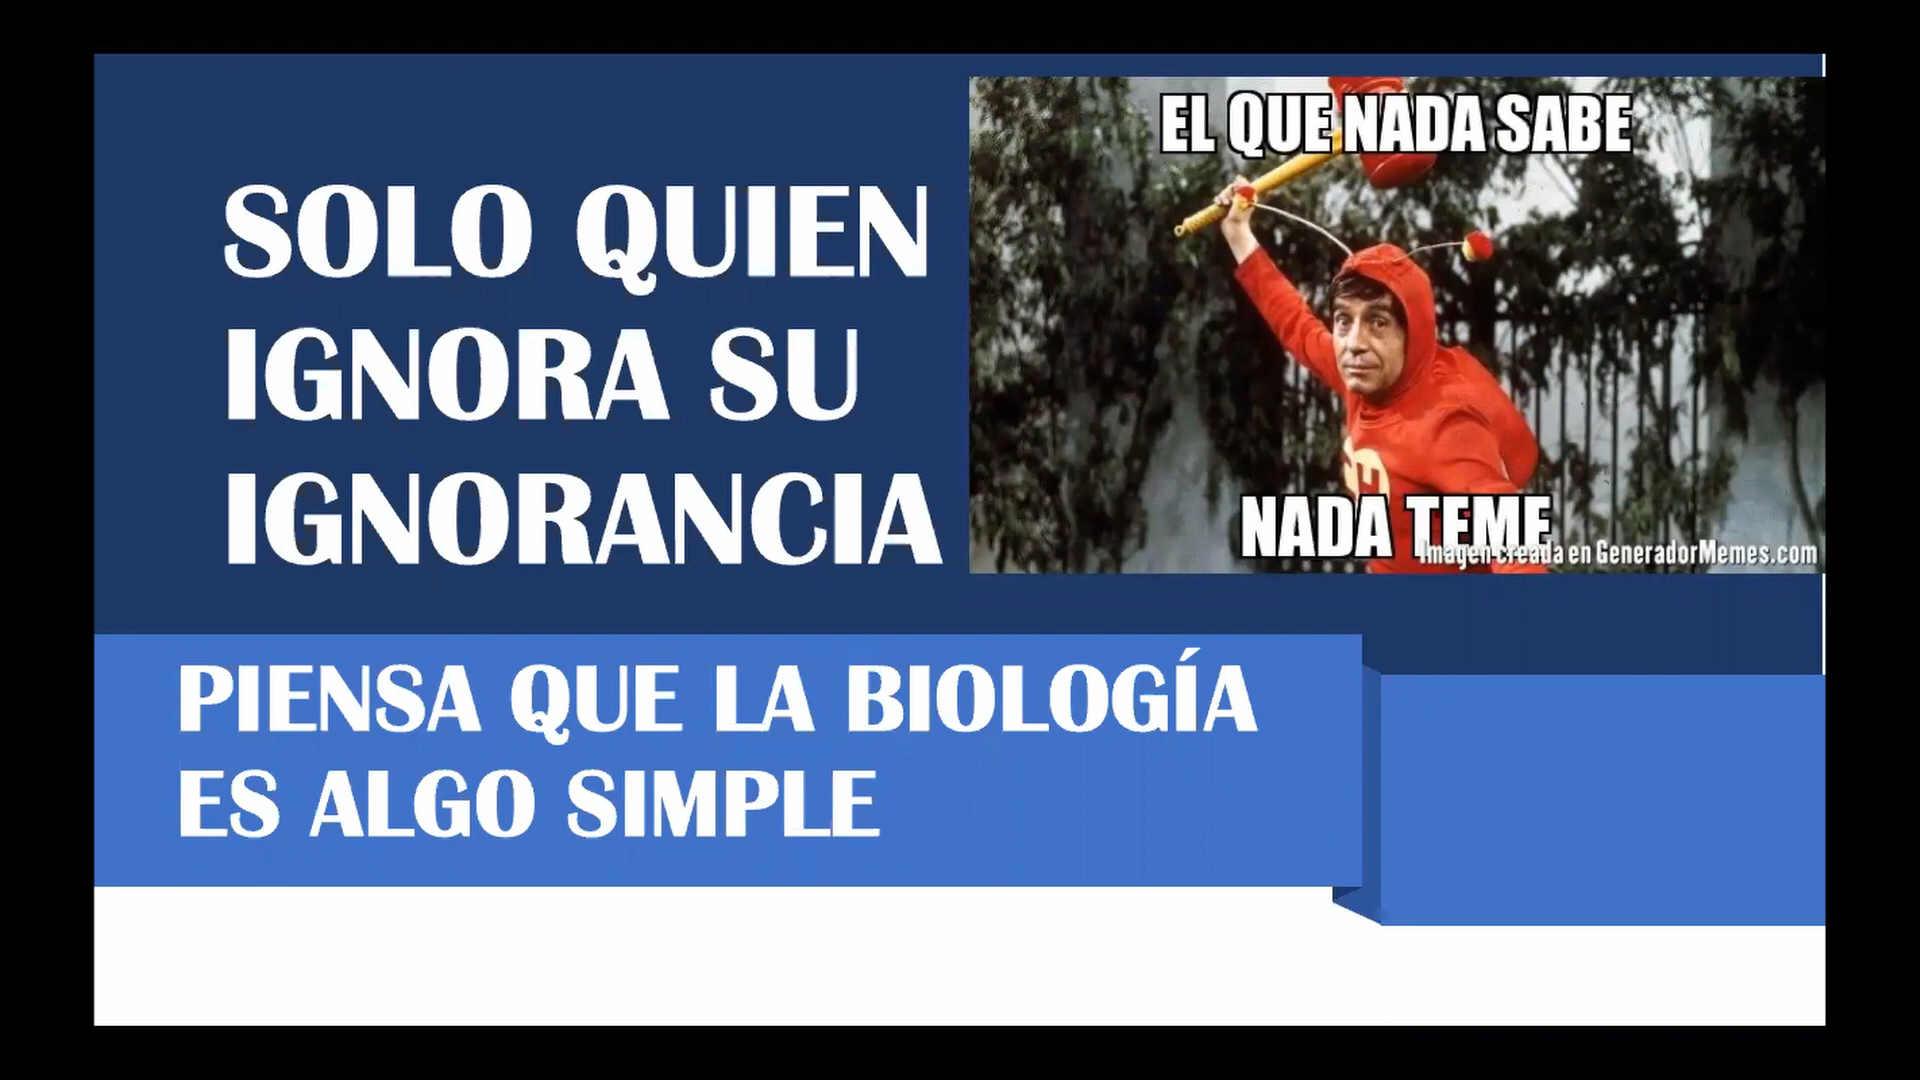 SOLO QUIEN
IGNORA SU
IGNORANCIA
EL QUE NADA SABE
NADA TEME
Imagen creada en GeneradorMemes.com
PIENSA QUE LA BIOLOGÍA
ES ALGO SIMPLE